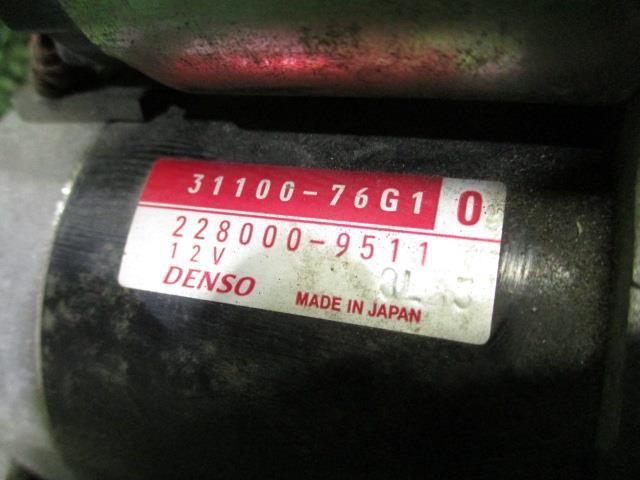 31100-76G1 0
228000-9511
12V
DENSO
MADE IN JAPAN